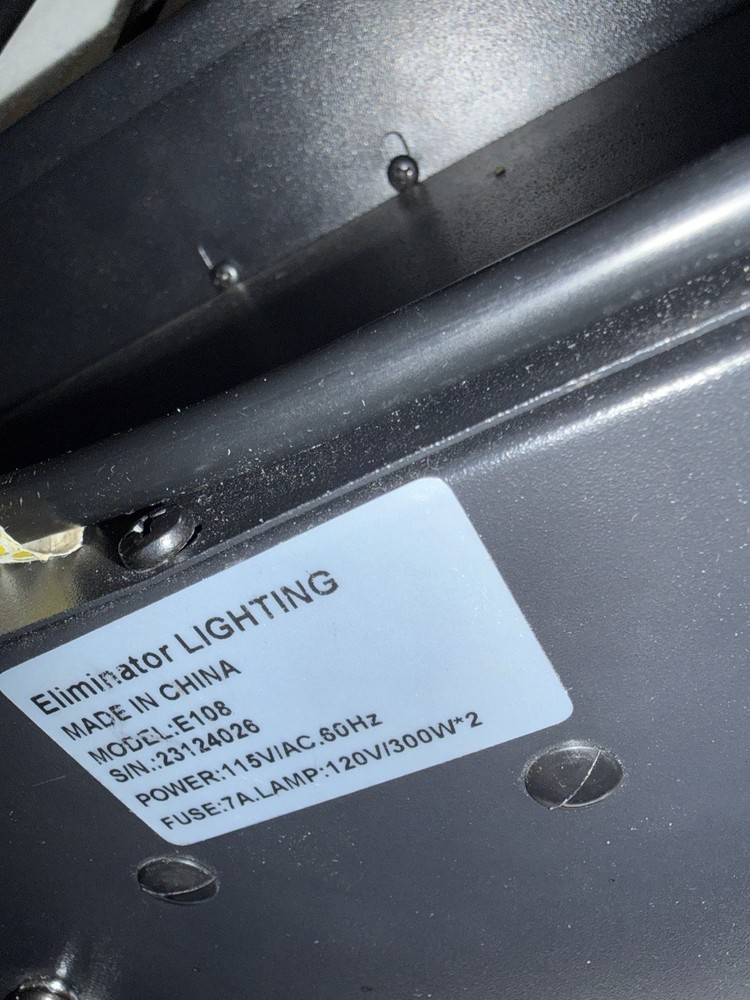 Eliminator LIGHTING
MADE IN CHINA
MODEL:E108
S/N.:23124026
POWER:115V/AC.60Hz
FUSE:7A.LAMP:120V/300W*2